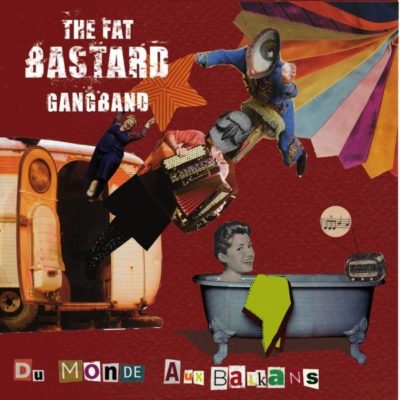 THE FAT
BASTARD
GANGBAND
Du MoNDE Aux BaLKaNS